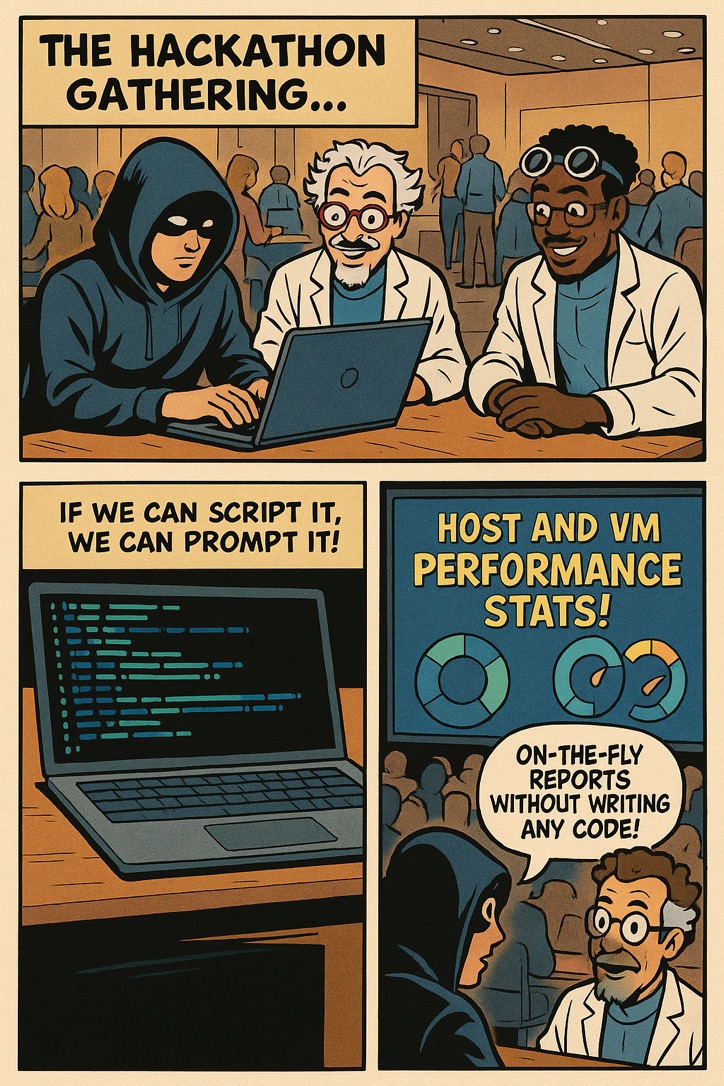 THE HACKATHON
GATHERING...
IF WE CAN SCRIPT IT,
WE CAN PROMPT IT!
HOST AND VM
PERFORMANCE
STATS!
ON-THE-FLY
REPORTS
WITHOUT WRITING
ANY CODE!